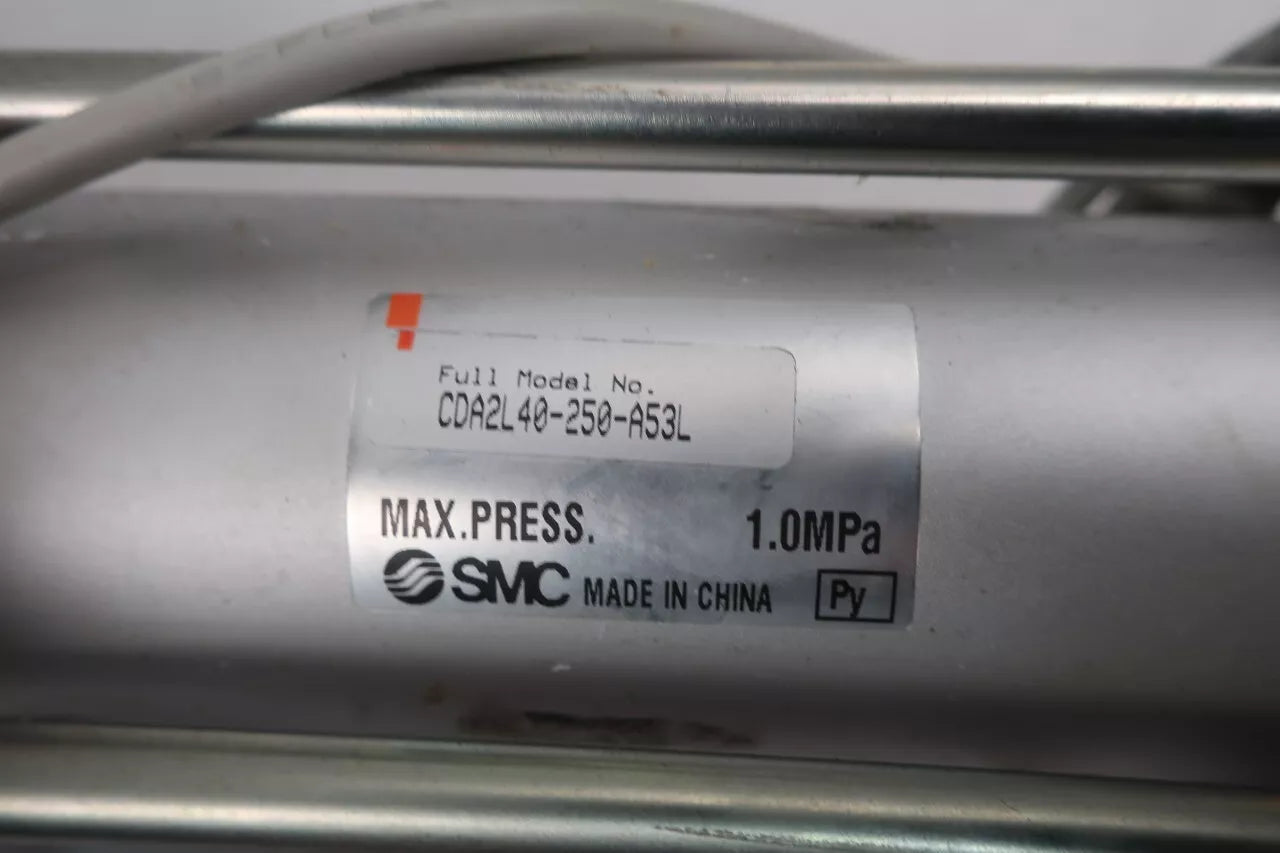 Full Model No.
CDA2L40-250-A53L
MAX.PRESS. 1.0MPa
SMC MADE IN CHINA Py